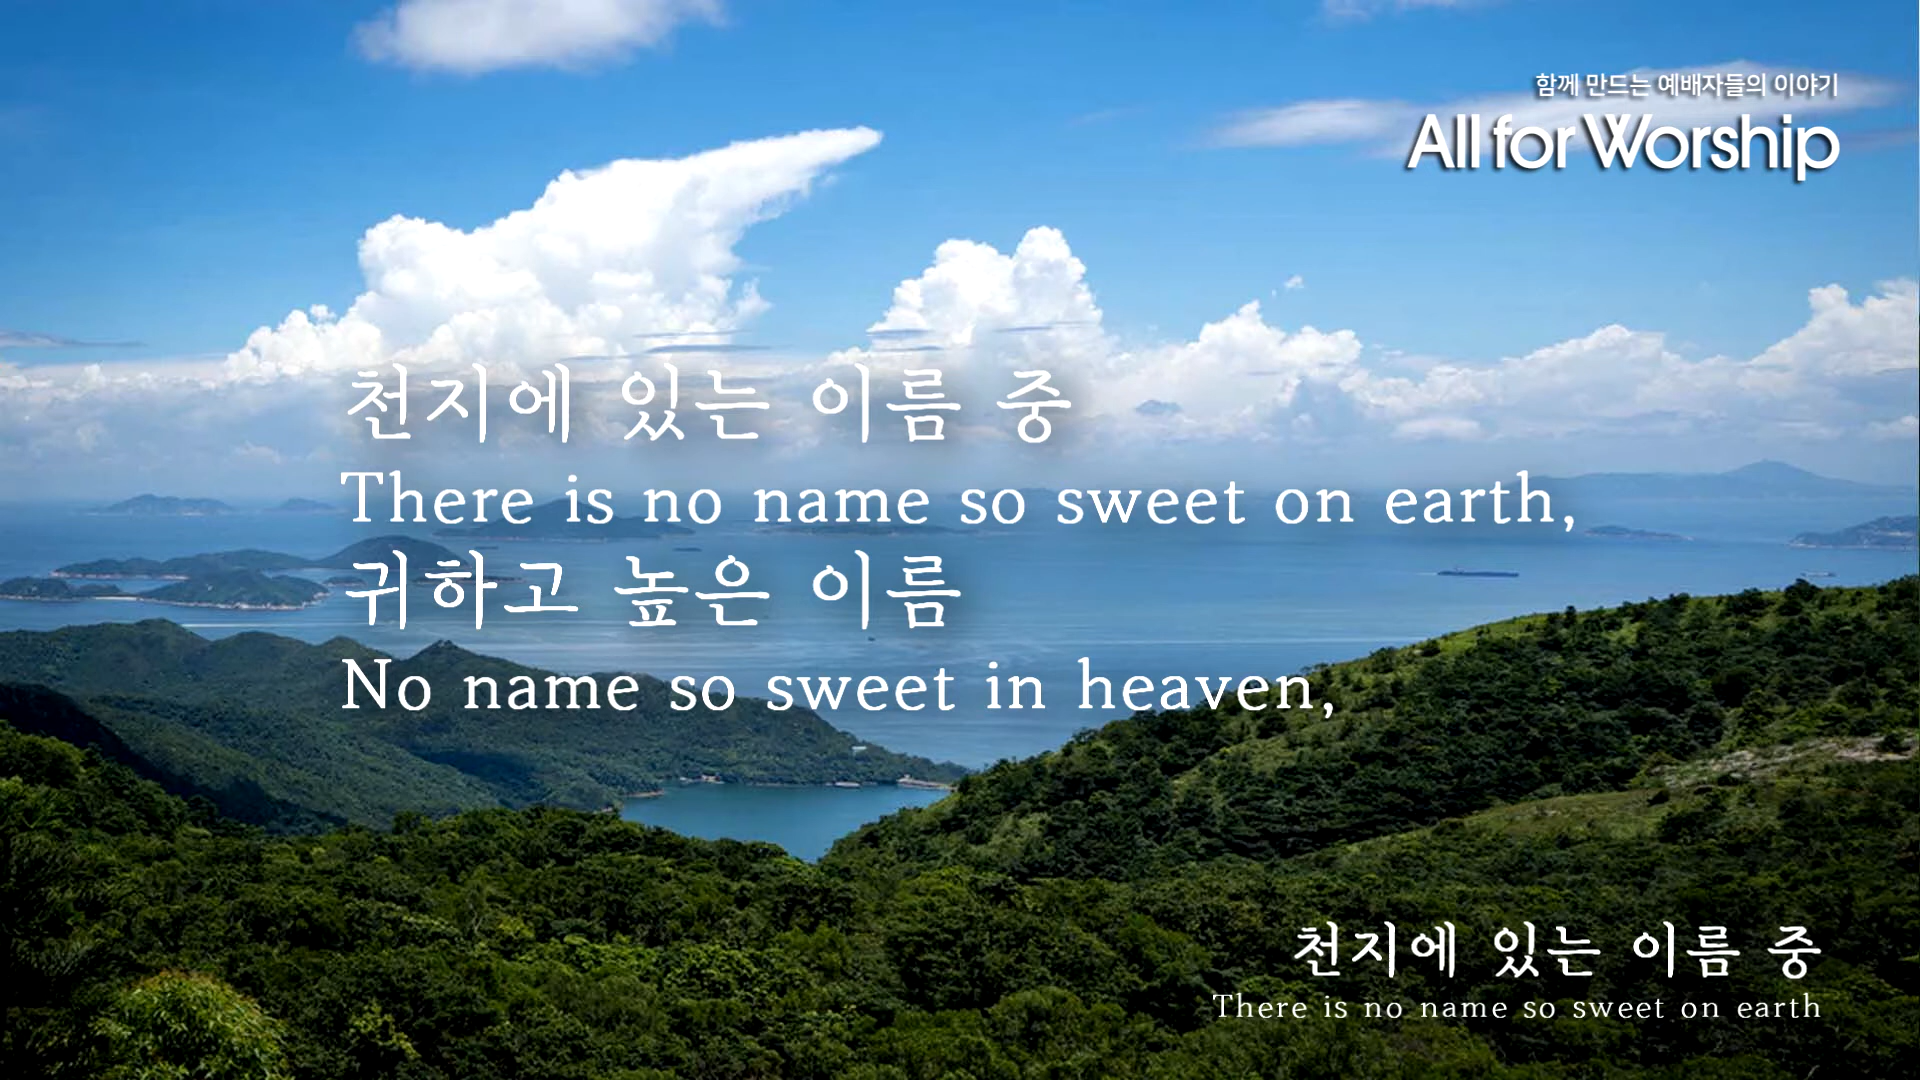 함께 만드는 예배자들의 이야기
All for Worship
천지에 있는 이름 중
There is no name so sweet on earth,
귀하고 높은 이름
No name so sweet in heaven,
천지에 있는 이름 중
There is no name so sweet on earth